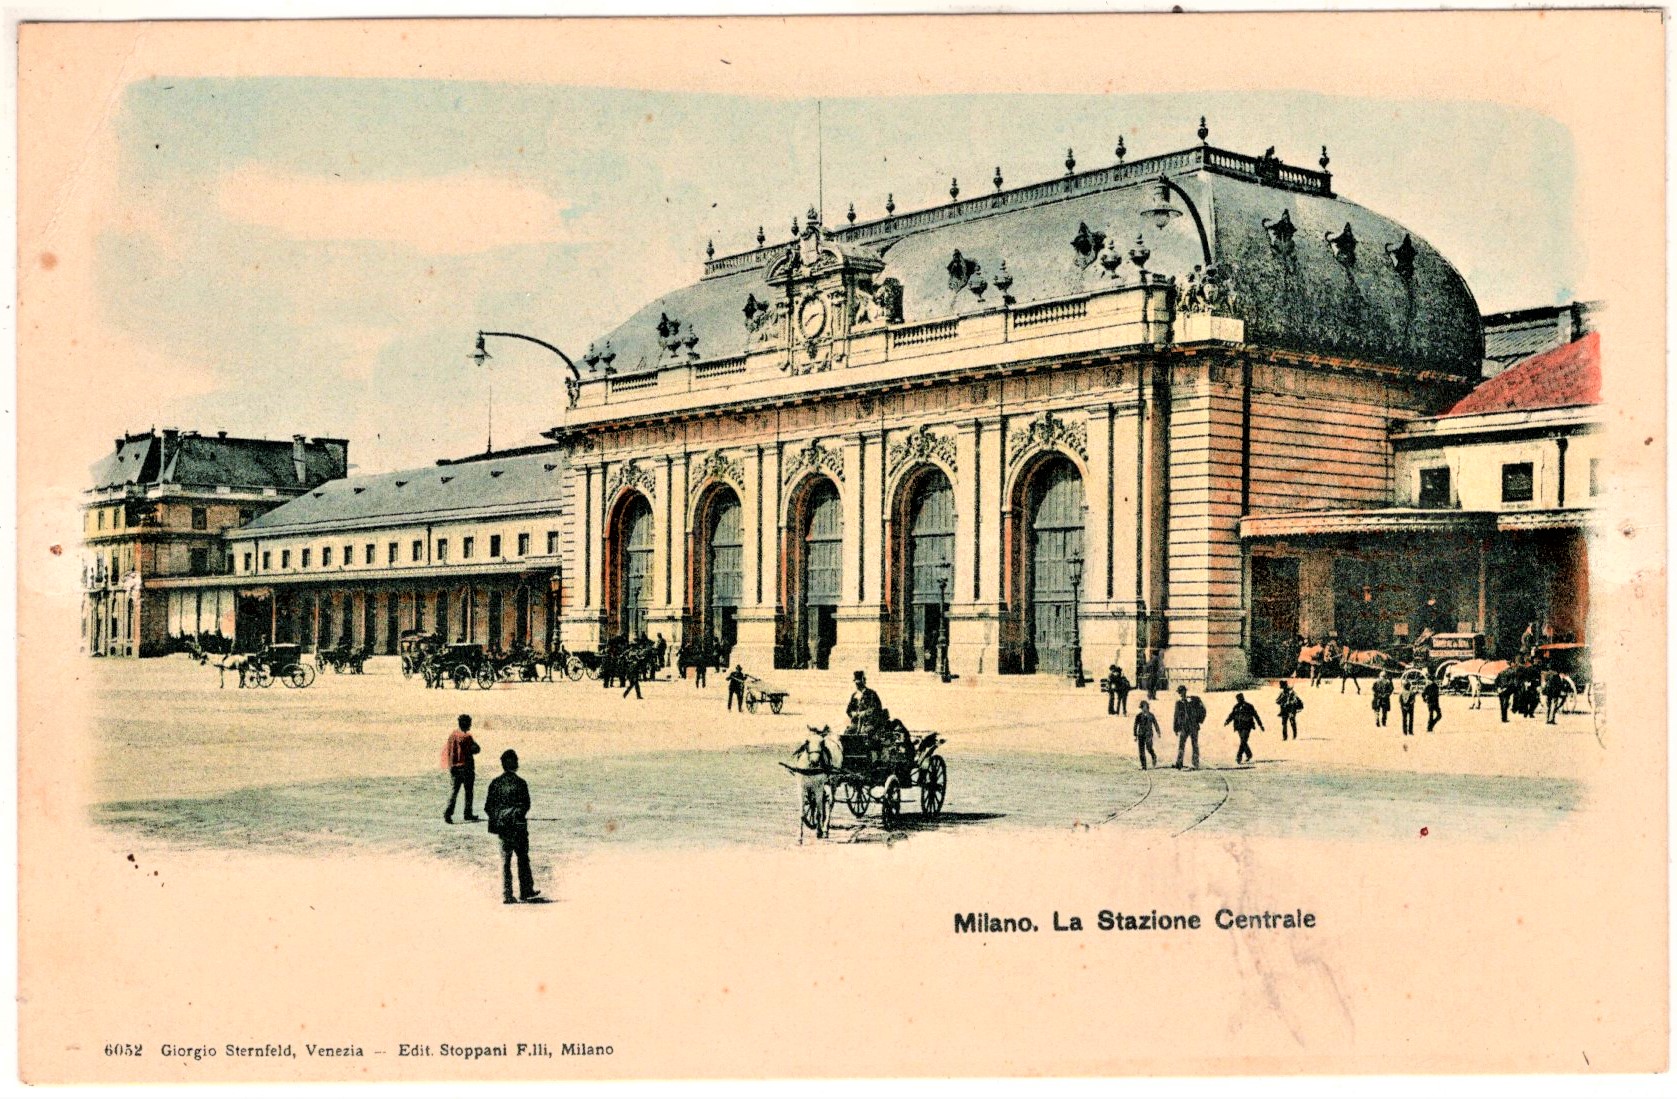 Milano. La Stazione Centrale
6052 Giorgio Sternfeld, Venezia — Edit. Stoppani F.lli, Milano